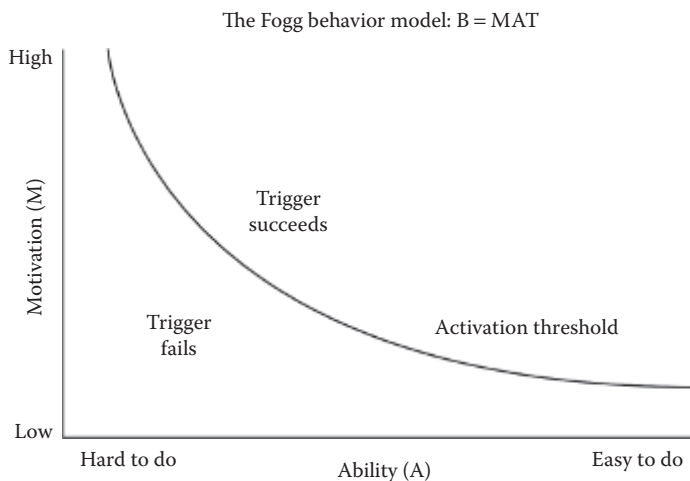 The Fogg behavior model: B = MAT
High
Motivation (M)
Trigger
succeeds
Trigger
fails
Activation threshold
Low
Hard to do
Ability (A)
Easy to do